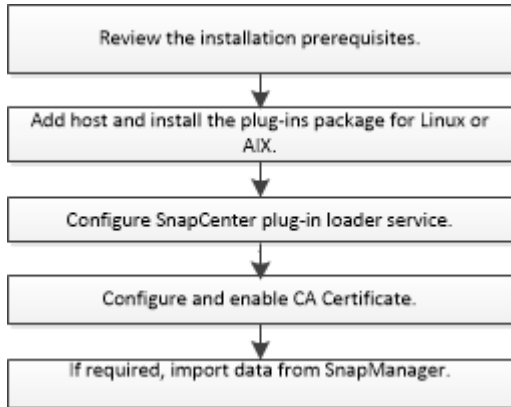 Review the installation prerequisites.
Add host and install the plug-ins package for Linux or
AIX.
Configure SnapCenter plug-in loader service.
Configure and enable CA Certificate.
If required, import data from SnapManager.